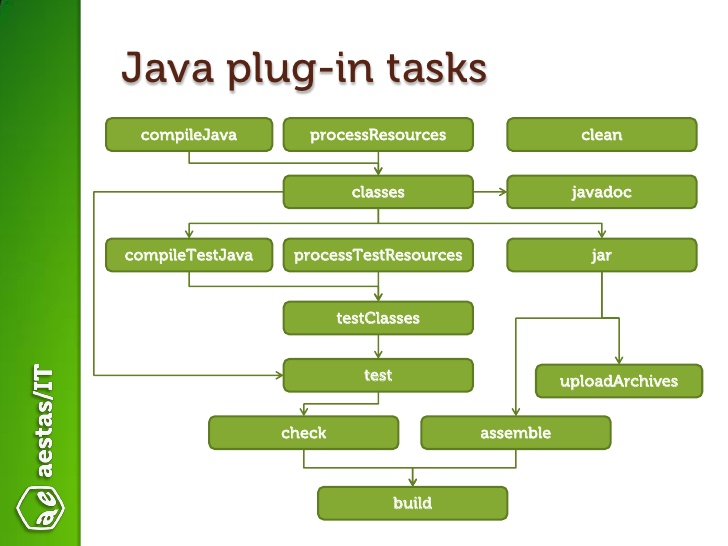 Java plug-in tasks
compileJava
processResources
clean
classes
javadoc
compileTestJava
processTestResources
jar
testClasses
test
uploadArchives
check
assemble
build
aestas/IT
ae